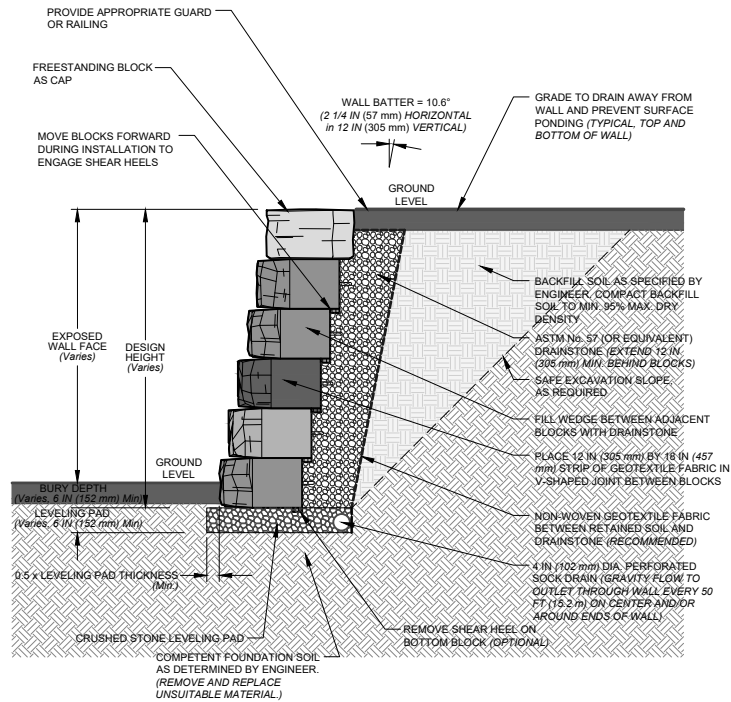 PROVIDE APPROPRIATE GUARD
OR RAILING
FREESTANDING BLOCK
AS CAP
MOVE BLOCKS FORWARD
DURING INSTALLATION TO
ENGAGE SHEAR HEELS
WALL BATTER = 10.6°
(2 1/4 IN (57 mm) HORIZONTAL
in 12 IN (305 mm) VERTICAL)
GRADE TO DRAIN AWAY FROM
WALL AND PREVENT SURFACE
PONDING (TYPICAL, TOP AND
BOTTOM OF WALL)
GROUND
LEVEL
EXPOSED
WALL FACE
(Varies)
DESIGN
HEIGHT
(Varies)
BACKFILL SOIL AS SPECIFIED BY
ENGINEER, COMPACT BACKFILL
SOIL TO MIN. 95% MAX. DRY
DENSITY
ASTM No. 57 (OR EQUIVALENT)
DRAINSTONE (EXTEND 12 IN
(305 mm) MIN. BEHIND BLOCKS)
SAFE EXCAVATION SLOPE,
AS REQUIRED
FILL WEDGE BETWEEN ADJACENT
BLOCKS WITH DRAINSTONE
PLACE 12 IN (305 mm) BY 18 IN (457
mm) STRIP OF GEOTEXTILE FABRIC IN
V-SHAPED JOINT BETWEEN BLOCKS
GROUND
LEVEL
BURY DEPTH
(Varies, 6 IN (152 mm) Min)
LEVELING PAD
(Varies, 6 IN (152 mm) Min)
NON-WOVEN GEOTEXTILE FABRIC
BETWEEN RETAINED SOIL AND
DRAINSTONE (RECOMMENDED)
4 IN (102 mm) DIA. PERFORATED
SOCK DRAIN (GRAVITY FLOW TO
OUTLET THROUGH WALL EVERY 50
FT (15.2 m) ON CENTER AND/OR
AROUND ENDS OF WALL)
0.5 x LEVELING PAD THICKNESS
(Min.)
CRUSHED STONE LEVELING PAD
REMOVE SHEAR HEEL ON
BOTTOM BLOCK (OPTIONAL)
COMPETENT FOUNDATION SOIL
AS DETERMINED BY ENGINEER.
(REMOVE AND REPLACE
UNSUITABLE MATERIAL.)